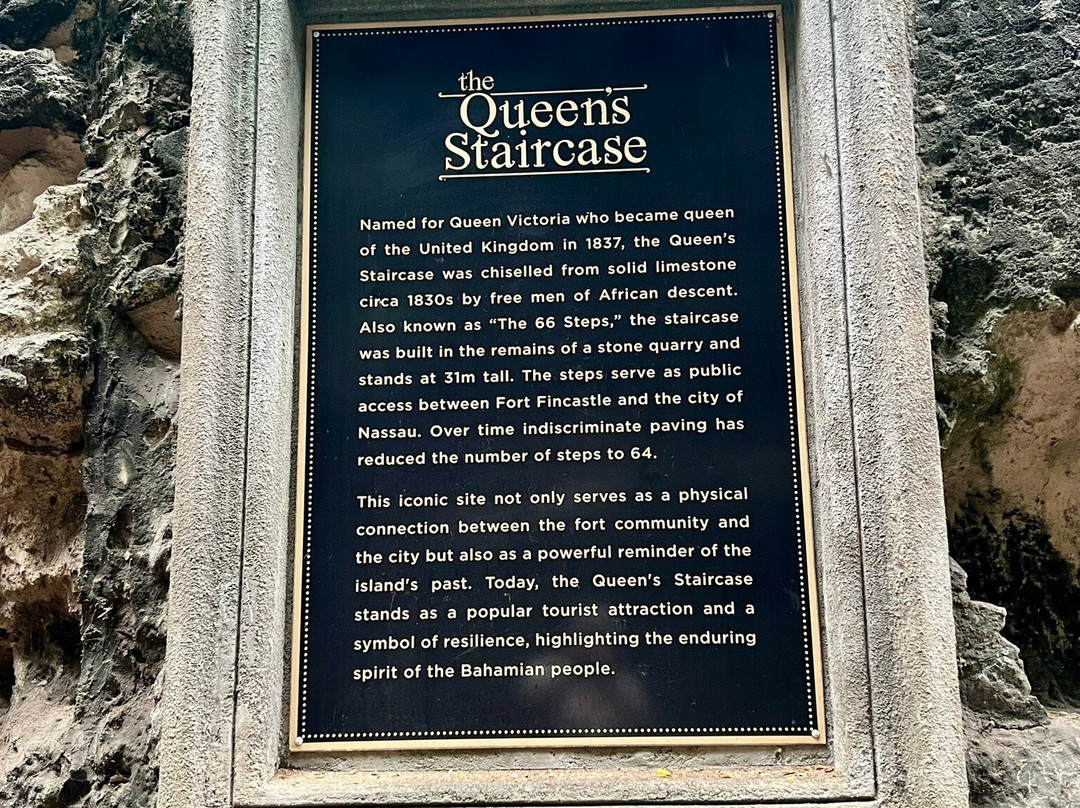 the
Queen's
Staircase
Named for Queen Victoria who became queen
of the United Kingdom in 1837, the Queen's
Staircase was chiselled from solid limestone
circa 1830s by free men of African descent.
Also known as “The 66 Steps,” the staircase
was built in the remains of a stone quarry and
stands at 31m tall. The steps serve as public
access between Fort Fincastle and the city of
Nassau. Over time indiscriminate paving has
reduced the number of steps to 64.
This iconic site not only serves as a physical
connection between the fort community and
the city but also as a powerful reminder of the
island's past. Today, the Queen's Staircase
stands as a popular tourist attraction and a
symbol of resilience, highlighting the enduring
spirit of the Bahamian people.